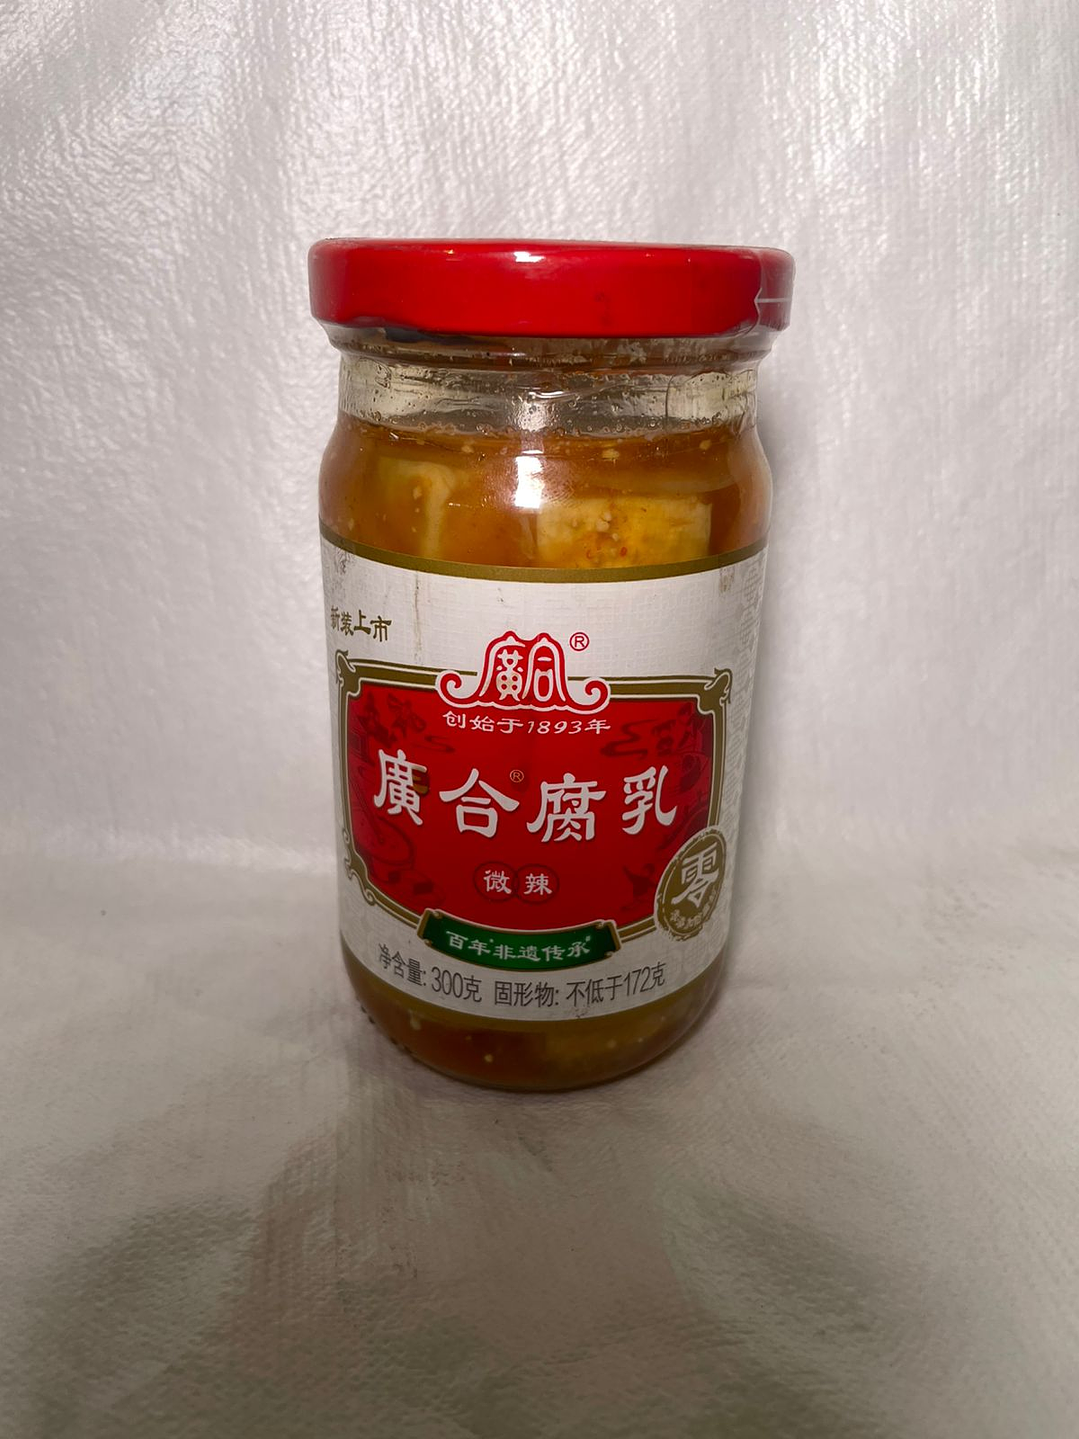 新装上市
廣合®
创始于1893年
廣合®腐乳
微辣
零
百年非遗传承
净含量: 300克 固形物: 不低于172克